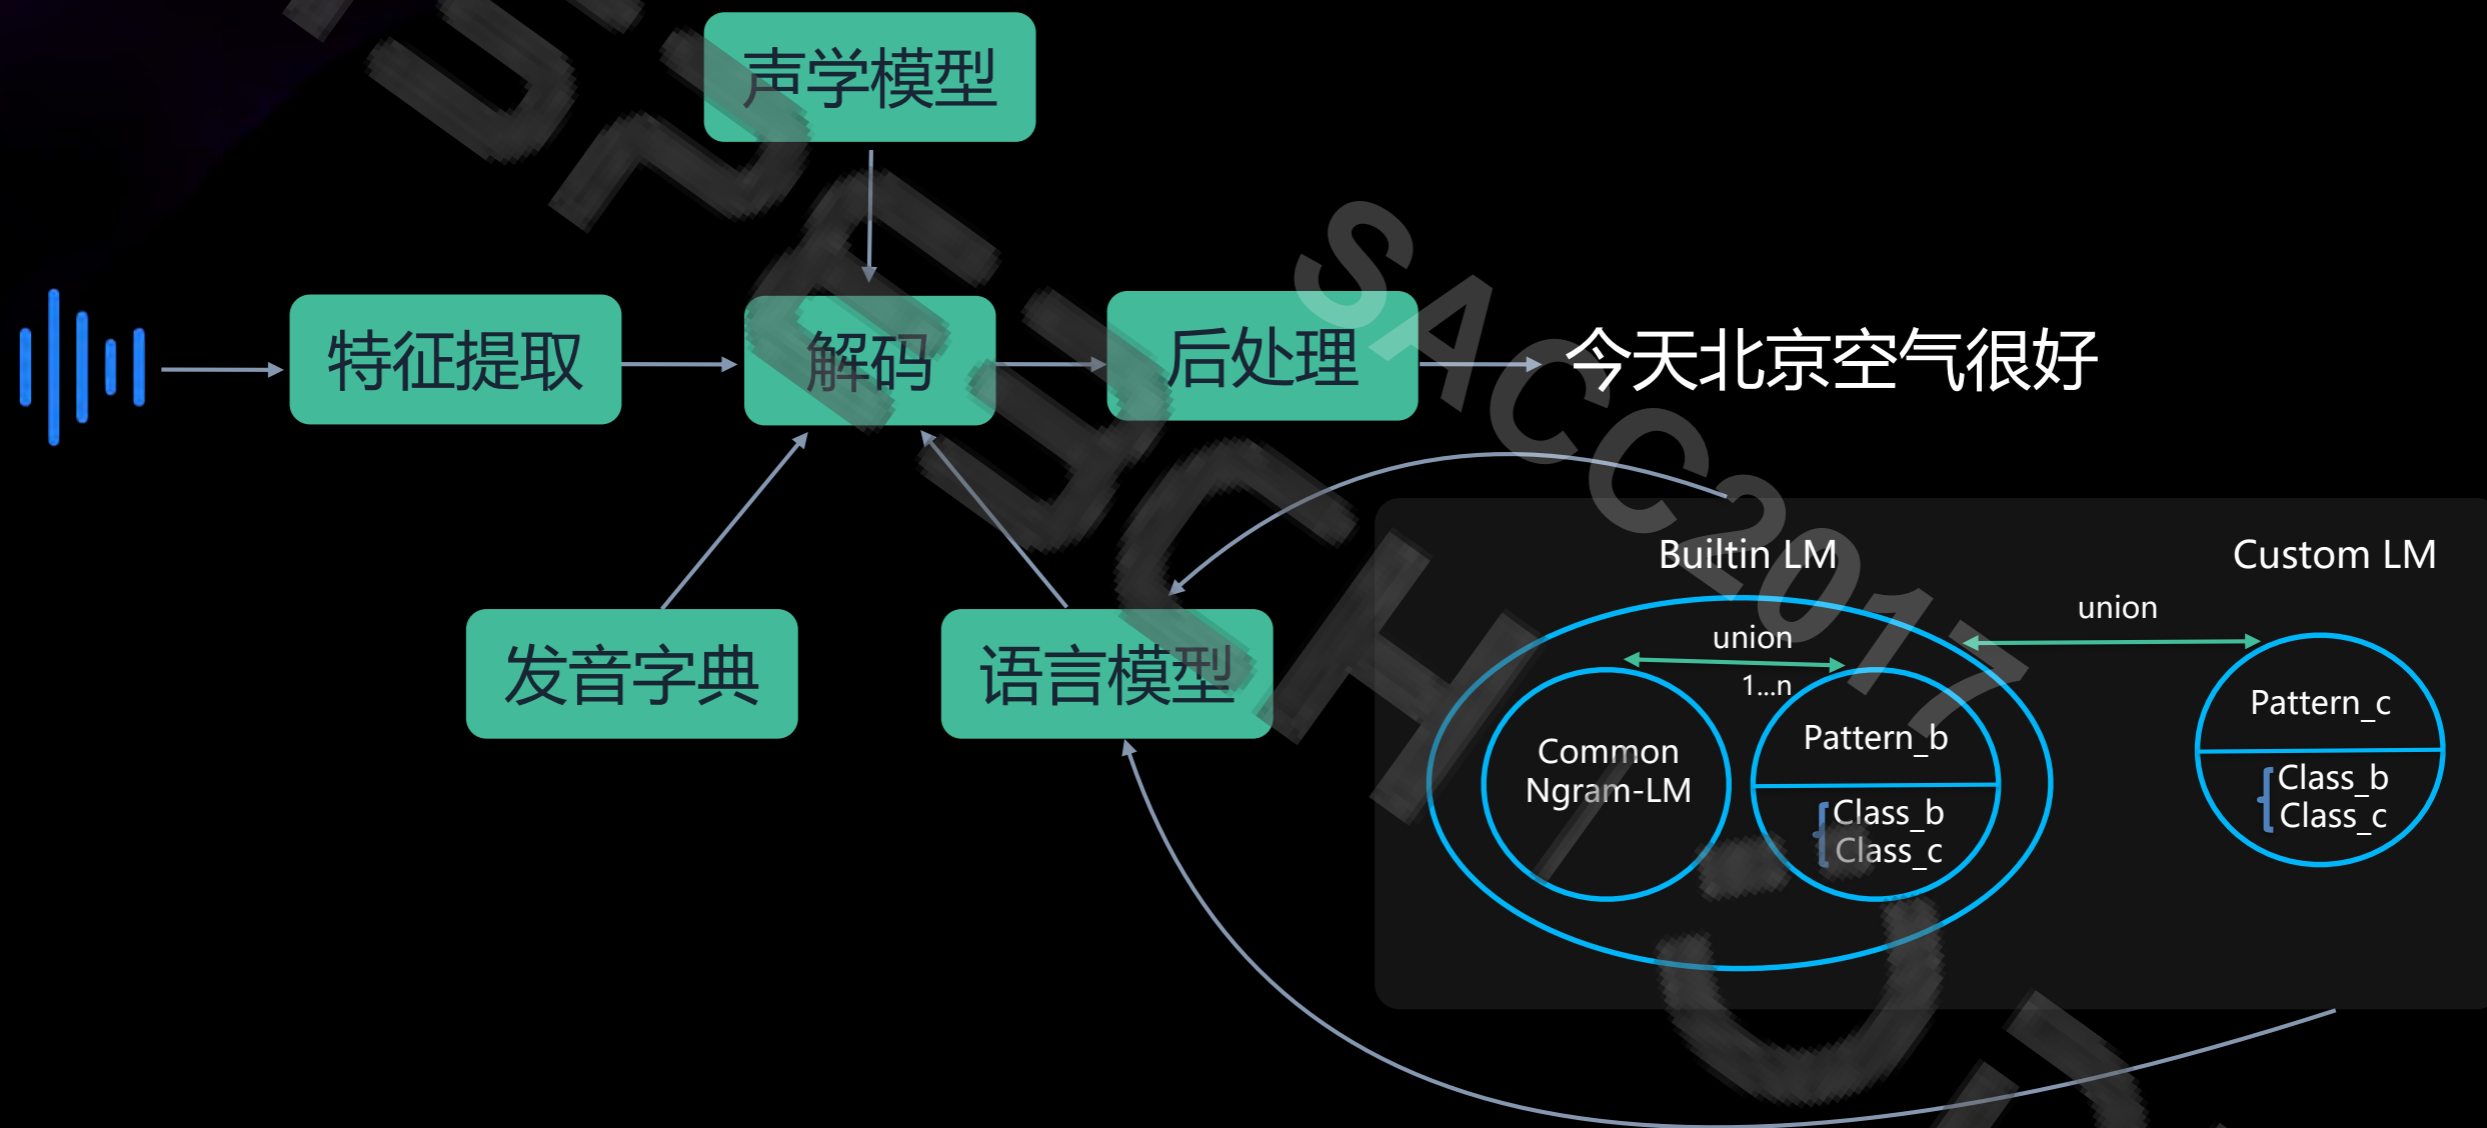 声学模型
特征提取
解码
后处理
今天北京空气很好
发音字典
语言模型
Builtin LM
Custom LM
union
union
1...n
Common
Ngram-LM
Pattern_b
Class_b
Class_c
Pattern_c
Class_b
Class_c
SACC2017